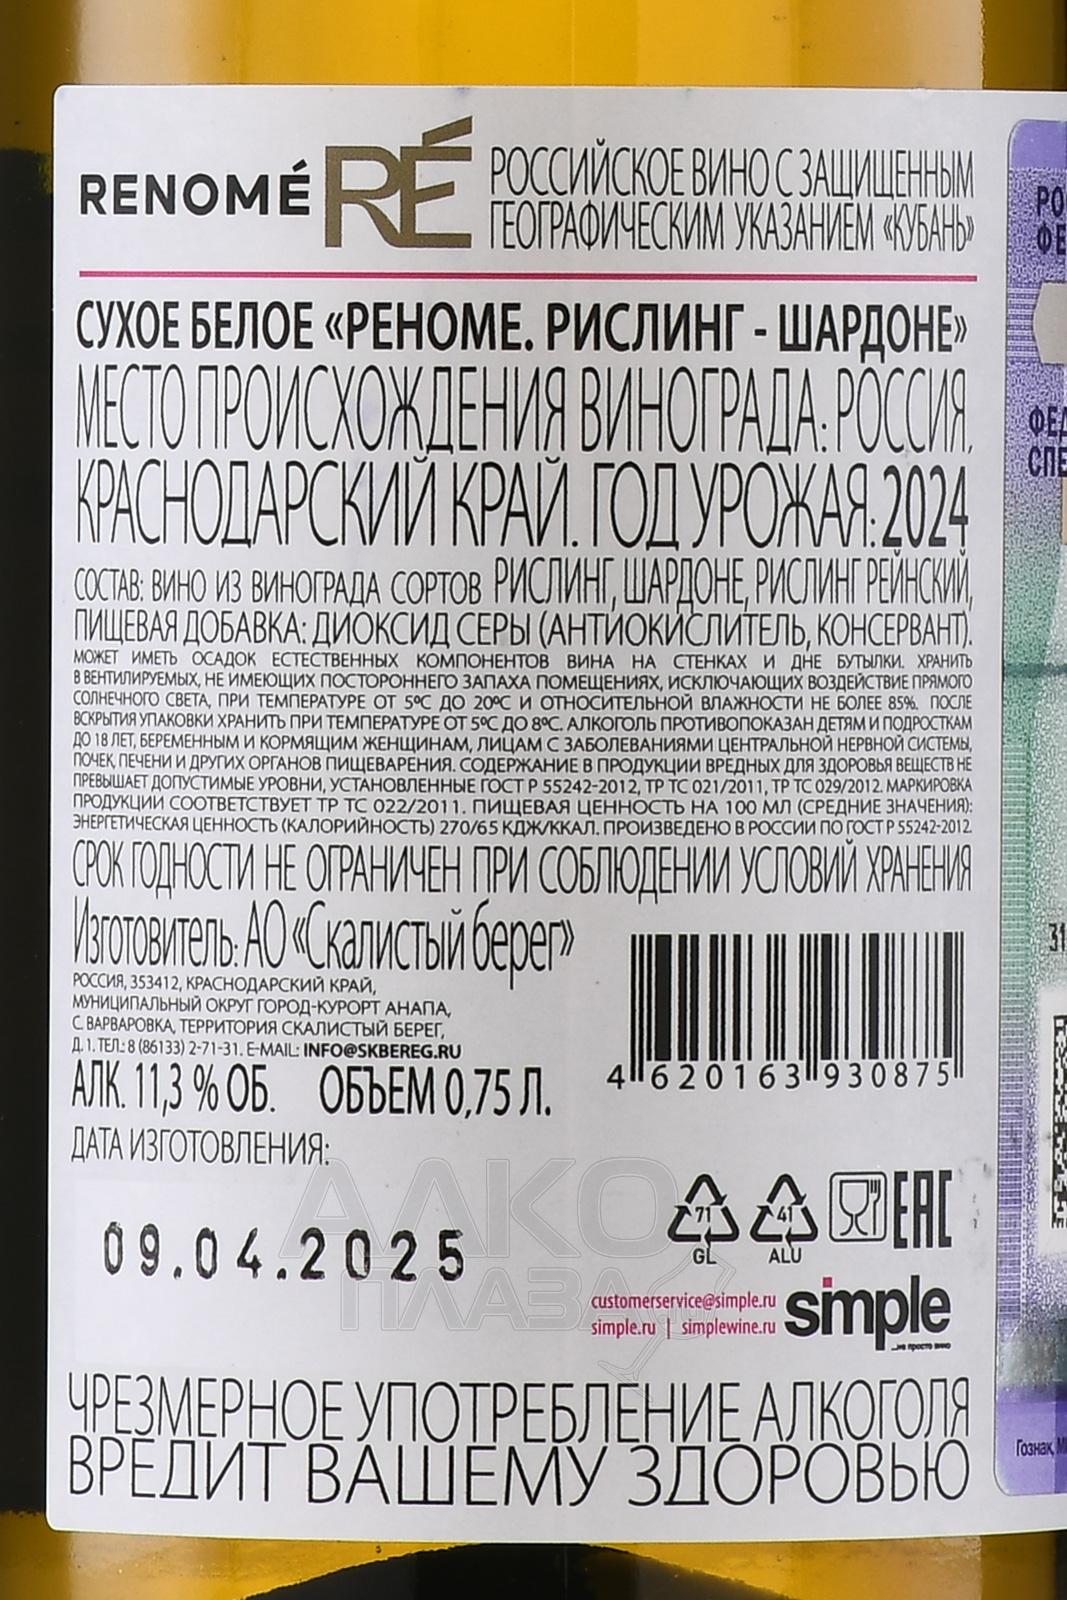 RENOMÉ RÉ РОССИЙСКОЕ ВИНО С ЗАЩИЩЕННЫМ
ГЕОГРАФИЧЕСКИМ УКАЗАНИЕМ «КУБАНЬ»
СУХОЕ БЕЛОЕ «РЕНОМЕ. РИСЛИНГ - ШАРДОНЕ»
МЕСТО ПРОИСХОЖДЕНИЯ ВИНОГРАДА: РОССИЯ,
КРАСНОДАРСКИЙ КРАЙ. ГОД УРОЖАЯ: 2024
СОСТАВ: ВИНО ИЗ ВИНОГРАДА СОРТОВ РИСЛИНГ, ШАРДОНЕ, РИСЛИНГ РЕЙНСКИЙ,
ПИЩЕВАЯ ДОБАВКА: ДИОКСИД СЕРЫ (АНТИОКИСЛИТЕЛЬ, КОНСЕРВАНТ).
МОЖЕТ ИМЕТЬ ОСАДОК ЕСТЕСТВЕННЫХ КОМПОНЕНТОВ ВИНА НА СТЕНКАХ И ДНЕ БУТЫЛКИ. ХРАНИТЬ
В ВЕНТИЛИРУЕМЫХ, НЕ ИМЕЮЩИХ ПОСТОРОННЕГО ЗАПАХА ПОМЕЩЕНИЯХ, ИСКЛЮЧАЮЩИХ ВОЗДЕЙСТВИЕ ПРЯМОГО
СОЛНЕЧНОГО СВЕТА, ПРИ ТЕМПЕРАТУРЕ ОТ 5ºС ДО 20ºС И ОТНОСИТЕЛЬНОЙ ВЛАЖНОСТИ НЕ БОЛЕЕ 85%. ПОСЛЕ
ВСКРЫТИЯ УПАКОВКИ ХРАНИТЬ ПРИ ТЕМПЕРАТУРЕ ОТ 5ºС ДО 8ºС. АЛКОГОЛЬ ПРОТИВОПОКАЗАН ДЕТЯМ И ПОДРОСТКАМ
ДО 18 ЛЕТ, БЕРЕМЕННЫМ И КОРМЯЩИМ ЖЕНЩИНАМ, ЛИЦАМ С ЗАБОЛЕВАНИЯМИ ЦЕНТРАЛЬНОЙ НЕРВНОЙ СИСТЕМЫ,
ПОЧЕК, ПЕЧЕНИ И ДРУГИХ ОРГАНОВ ПИЩЕВАРЕНИЯ. СОДЕРЖАНИЕ В ПРОДУКЦИИ ВРЕДНЫХ ДЛЯ ЗДОРОВЬЯ ВЕЩЕСТВ НЕ
ПРЕВЫШАЕТ ДОПУСТИМЫЕ УРОВНИ, УСТАНОВЛЕННЫЕ ГОСТ Р 55242-2012, ТР ТС 021/2011, ТР ТС 029/2012. МАРКИРОВКА
ПРОДУКЦИИ СООТВЕТСТВУЕТ ТР ТС 022/2011. ПИЩЕВАЯ ЦЕННОСТЬ НА 100 МЛ (СРЕДНИЕ ЗНАЧЕНИЯ):
ЭНЕРГЕТИЧЕСКАЯ ЦЕННОСТЬ (КАЛОРИЙНОСТЬ) 270/65 КДЖ/ККАЛ. ПРОИЗВЕДЕНО В РОССИИ ПО ГОСТ Р 55242-2012.
СРОК ГОДНОСТИ НЕ ОГРАНИЧЕН ПРИ СОБЛЮДЕНИИ УСЛОВИЙ ХРАНЕНИЯ
Изготовитель: АО «Скалистый берег»
РОССИЯ, 353412, КРАСНОДАРСКИЙ КРАЙ,
МУНИЦИПАЛЬНЫЙ ОКРУГ ГОРОД-КУРОРТ АНАПА,
С. ВАРВАРОВКА, ТЕРРИТОРИЯ СКАЛИСТЫЙ БЕРЕГ,
Д. 1. ТЕЛ.: 8 (86133) 2-71-31. E-MAIL: INFO@SKBEREG.RU
4 620163 930875
АЛК. 11,3 % ОБ. ОБЪЕМ 0,75 Л.
ДАТА ИЗГОТОВЛЕНИЯ:
09.04.2025
71 GL 41 ALU EAC
АЛКО
ПЛАЗА
customerservice@simple.ru
simple.ru | simplewine.ru
simple
...не просто вино
ЧРЕЗМЕРНОЕ УПОТРЕБЛЕНИЕ АЛКОГОЛЯ
ВРЕДИТ ВАШЕМУ ЗДОРОВЬЮ
РО
ФЕ
ФЕД
СПЕ
31
Гознак, М